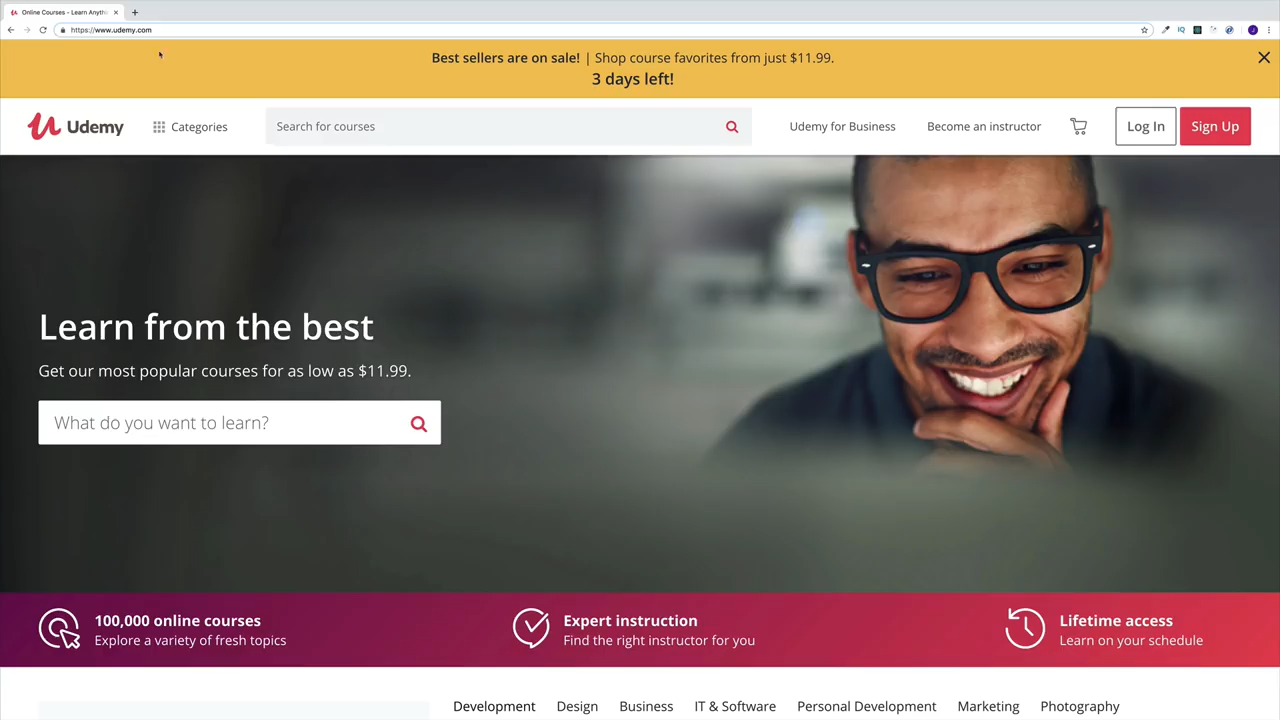 Online Courses - Learn Anythi
https://www.udemy.com
Best sellers are on sale! | Shop course favorites from just $11.99.
3 days left!
Udemy
Categories
Search for courses
Udemy for Business
Become an instructor
Log In
Sign Up
Learn from the best
Get our most popular courses for as low as $11.99.
What do you want to learn?
100,000 online courses
Explore a variety of fresh topics
Expert instruction
Find the right instructor for you
Lifetime access
Learn on your schedule
Development
Design
Business
IT & Software
Personal Development
Marketing
Photography